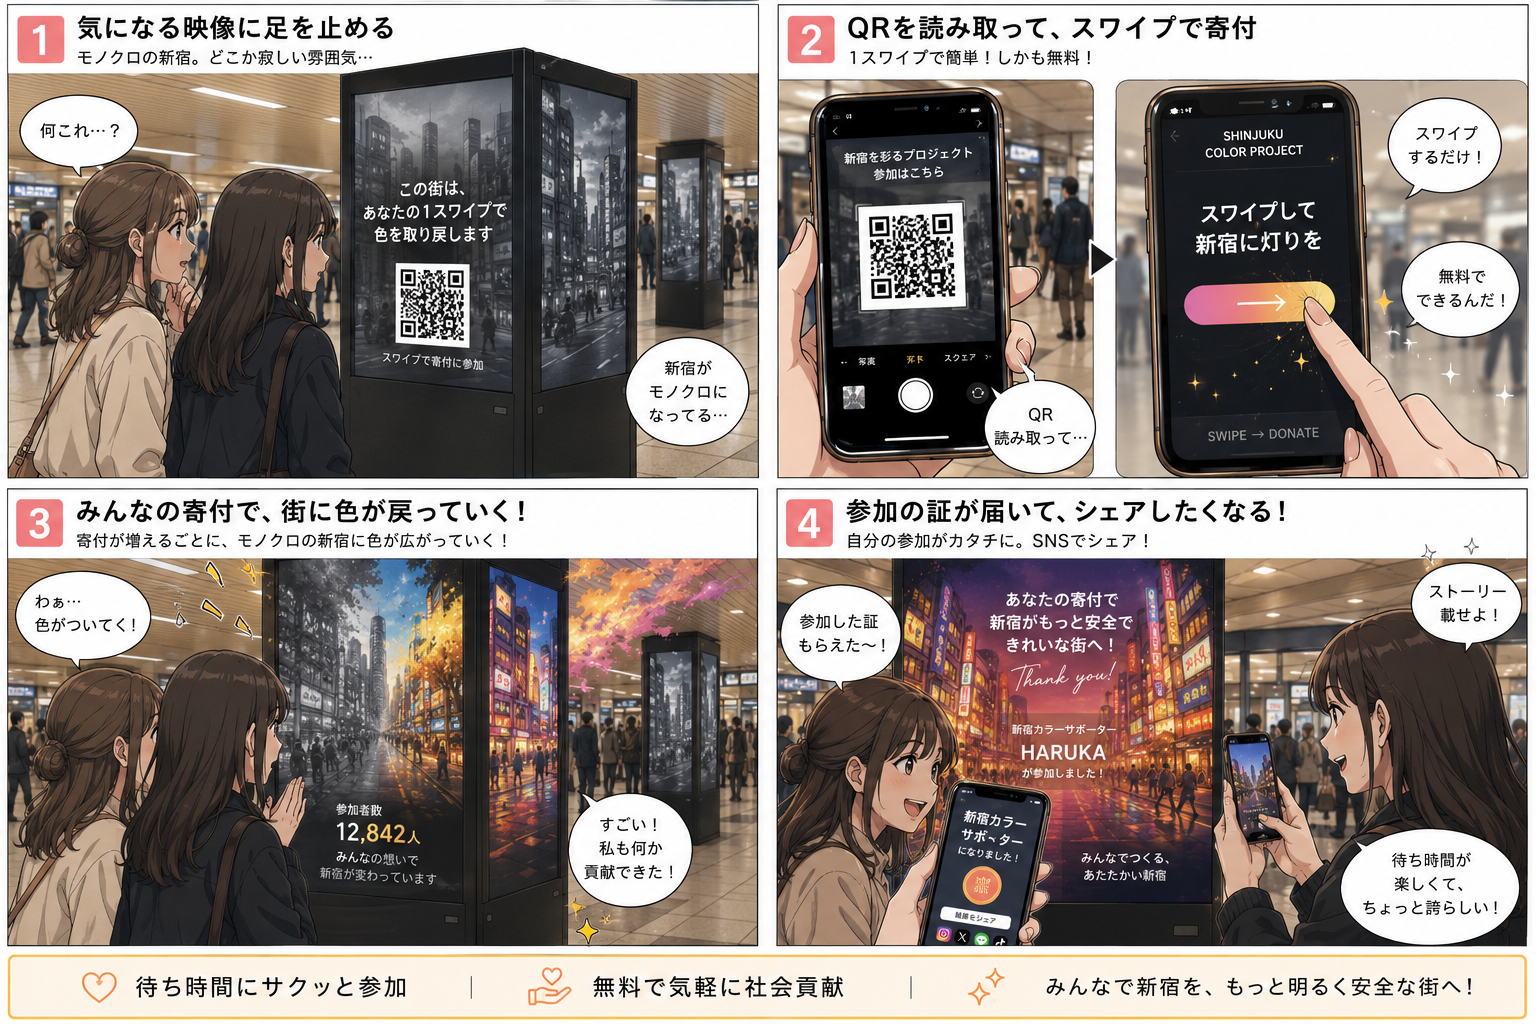 1
気になる映像に足を止める
モノクロの新宿。どこか寂しい雰囲気…
何これ…？
この街は、
あなたの1スワイプで
色を取り戻します
スワイプで寄付に参加
新宿が
モノクロに
なってる…
2
QRを読み取って、スワイプで寄付
1スワイプで簡単！しかも無料！
新宿を彩るプロジェクト
参加はこちら
スクエア
QR
読み取って…
SHINJUKU
COLOR PROJECT
スワイプして
新宿に灯りを
SWIPE → DONATE
スワイプ
するだけ！
無料で
できるんだ！
3
みんなの寄付で、街に色が戻っていく！
寄付が増えるごとに、モノクロの新宿に色が広がっていく！
わぁ…
色がついてく！
参加者数
12,842人
みんなの想いで
新宿が変わっています
すごい！
私も何か
貢献できた！
4
参加の証が届いて、シェアしたくなる！
自分の参加がカタチに。SNSでシェア！
参加した証
もらえた〜！
あなたの寄付で
新宿がもっと安全で
きれいな街へ！
Thank you!
新宿カラーサポーター
HARUKA
が参加しました！
みんなでつくる、
あたたかい新宿
新宿カラー
サポーター
になりました！
をシェア
ストーリー
載せよ！
待ち時間が
楽しくて、
ちょっと誇らしい！
待ち時間にサクッと参加
無料で気軽に社会貢献
みんなで新宿を、もっと明るく安全な街へ！